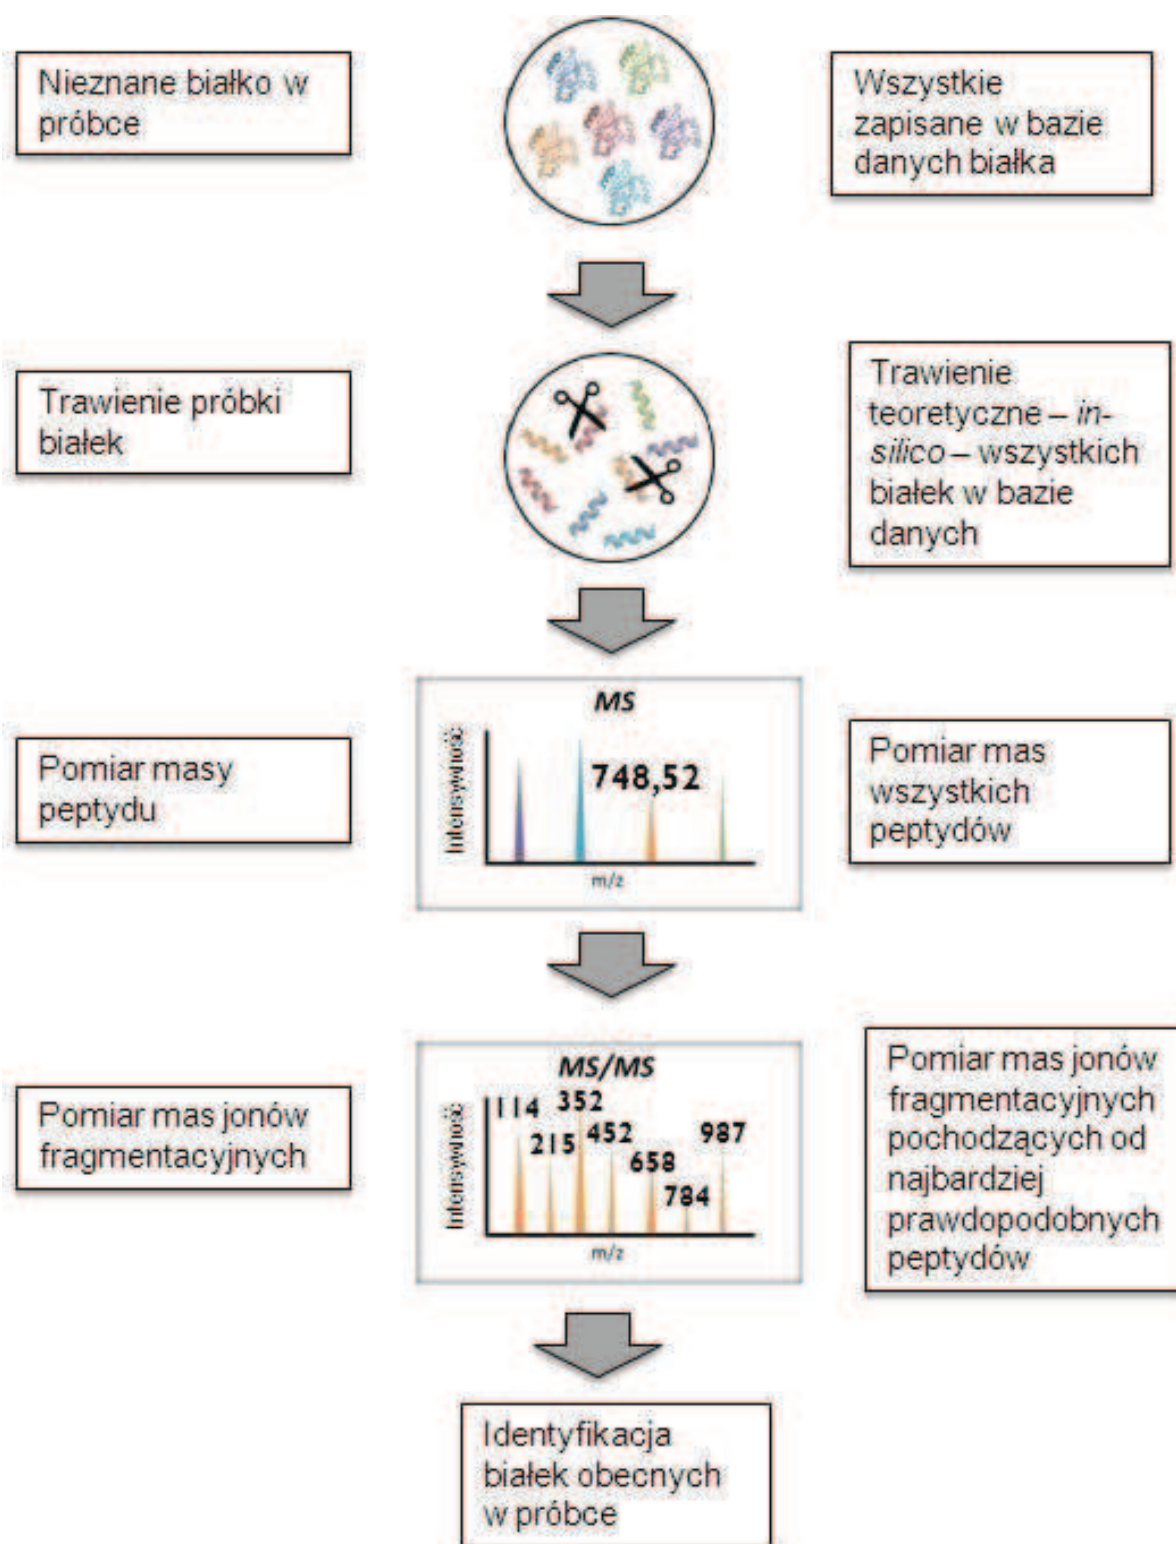 Nieznane białko w
próbce
Wszystkie
zapisane w bazie
danych białka
Trawienie próbki
białek
Trawienie
teoretyczne – in-
silico – wszystkich
białek w bazie
danych
Pomiar masy
peptydu
MS
Intensywność
748,52
m/z
Pomiar mas
wszystkich
peptydów
Pomiar mas jonów
fragmentacyjnych
MS/MS
Intensywność
114
352
215
452
658
784
987
m/z
Pomiar mas jonów
fragmentacyjnych
pochodzących od
najbardziej
prawdopodobnych
peptydów
Identyfikacja
białek obecnych
w próbce